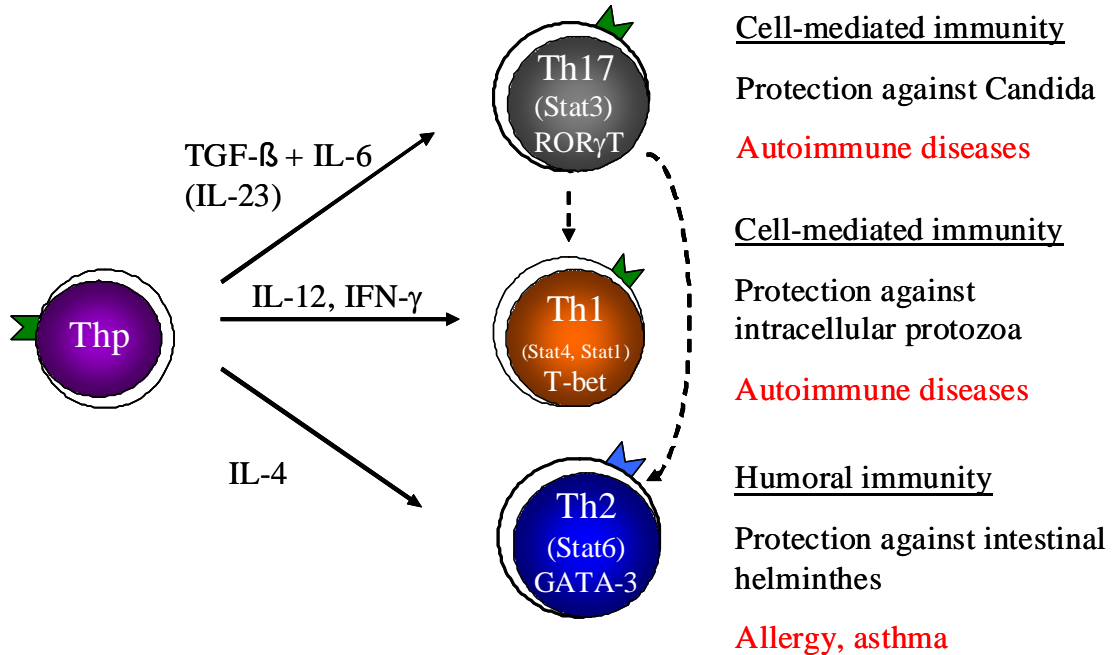 Thp
TGF-ß + IL-6
(IL-23)
IL-12, IFN-γ
IL-4
Th17
(Stat3)
RORγT
Th1
(Stat4, Stat1)
T-bet
Th2
(Stat6)
GATA-3
Cell-mediated immunity
Protection against Candida
Autoimmune diseases
Cell-mediated immunity
Protection against
intracellular protozoa
Autoimmune diseases
Humoral immunity
Protection against intestinal
helminthes
Allergy, asthma